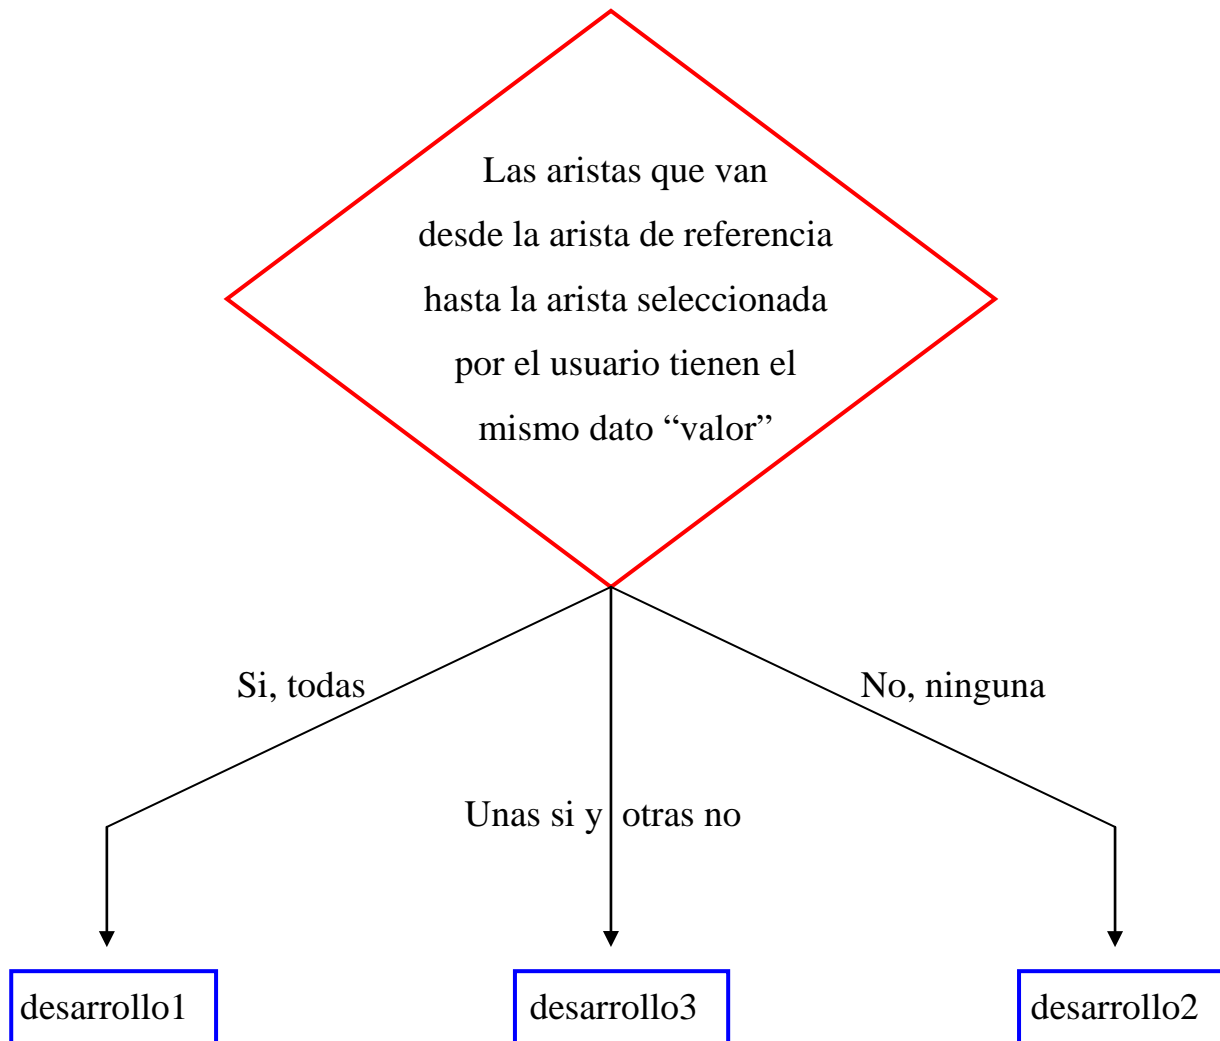 Las aristas que van
desde la arista de referencia
hasta la arista seleccionada
por el usuario tienen el
mismo dato “valor”
Si, todas
No, ninguna
Unas si y otras no
desarrollo1
desarrollo3
desarrollo2